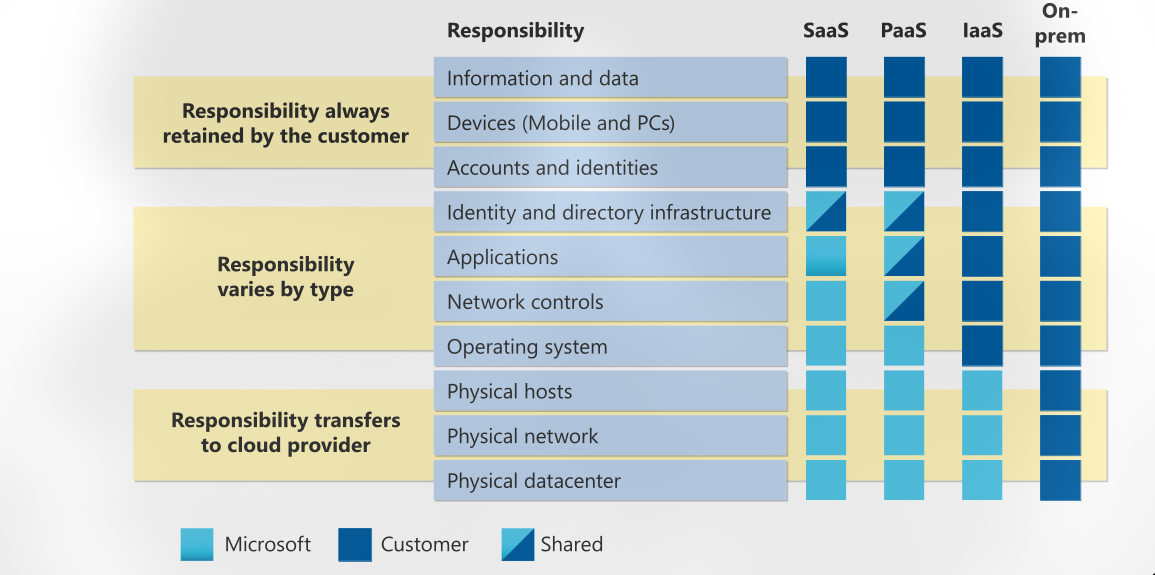 Responsibility SaaS PaaS IaaS On-
prem
Responsibility always
retained by the customer
Information and data
Devices (Mobile and PCs)
Accounts and identities
Responsibility
varies by type
Identity and directory infrastructure
Applications
Network controls
Operating system
Responsibility transfers
to cloud provider
Physical hosts
Physical network
Physical datacenter
Microsoft Customer Shared